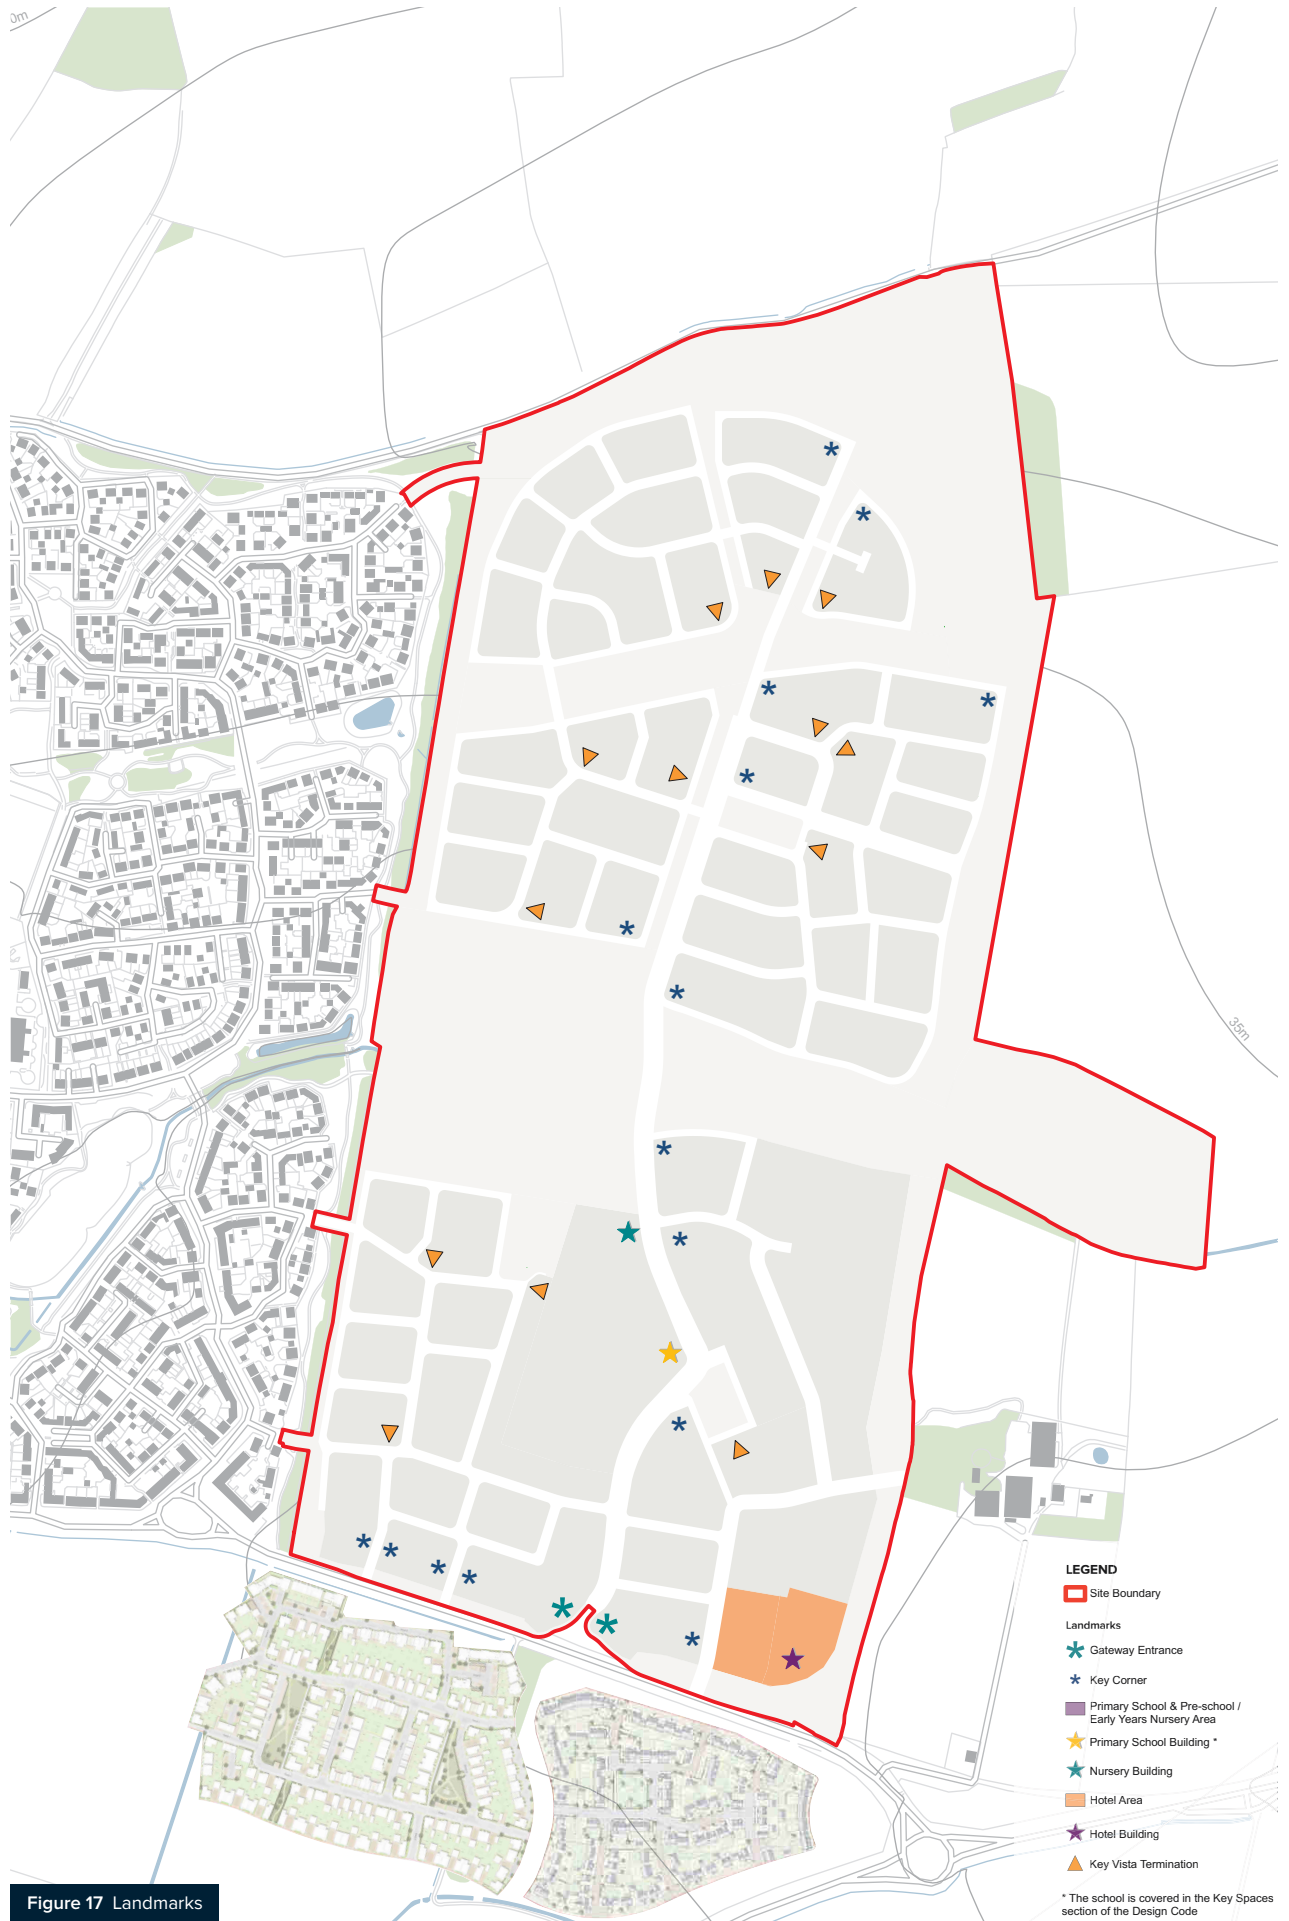 0m
35m
LEGEND
Site Boundary
Landmarks
Gateway Entrance
Key Corner
Primary School & Pre-school /
Early Years Nursery Area
Primary School Building *
Nursery Building
Hotel Area
Hotel Building
Key Vista Termination
* The school is covered in the Key Spaces
section of the Design Code
Figure 17 Landmarks